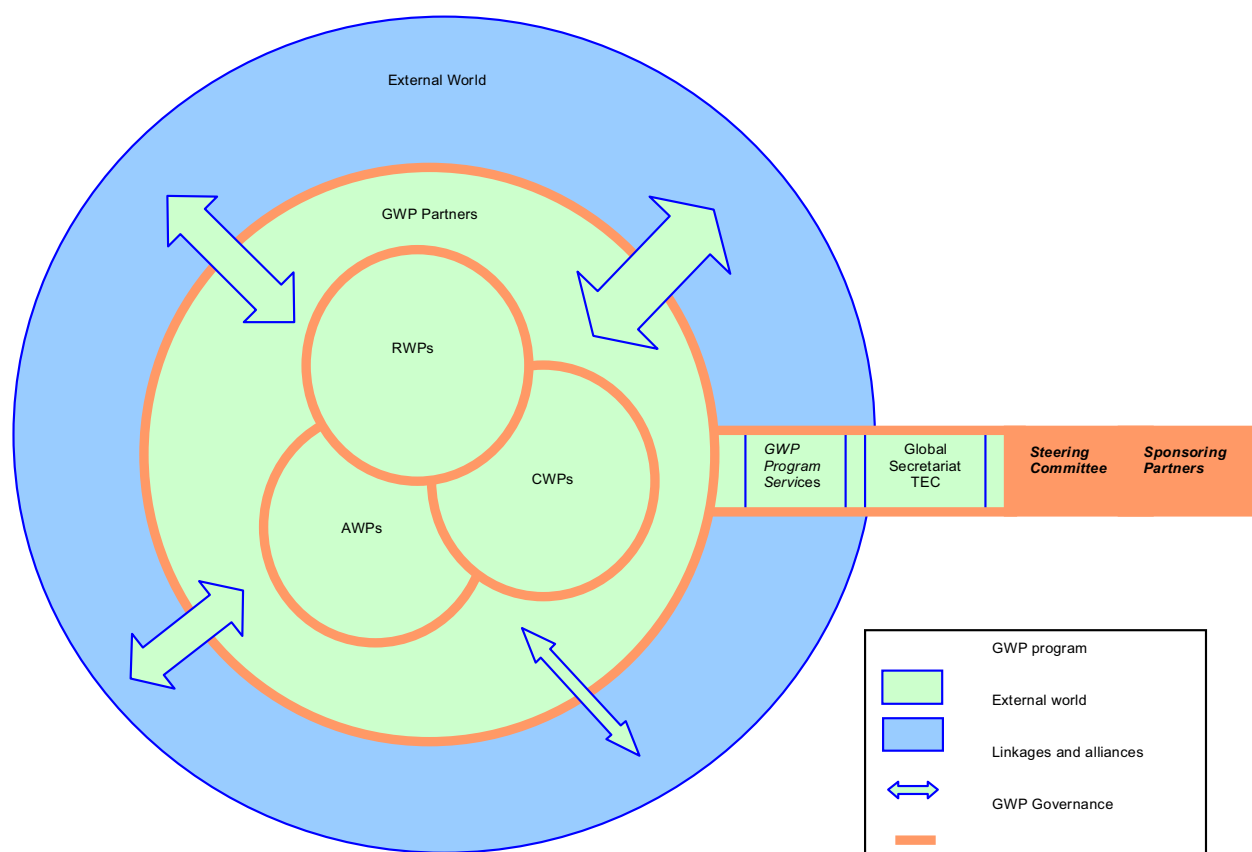 External World
GWP Partners
RWPs
CWPs
AWPs
GWP
Program
Services
Global
Secretariat
TEC
Steering
Committee
Sponsoring
Partners
GWP program
External world
Linkages and alliances
GWP Governance